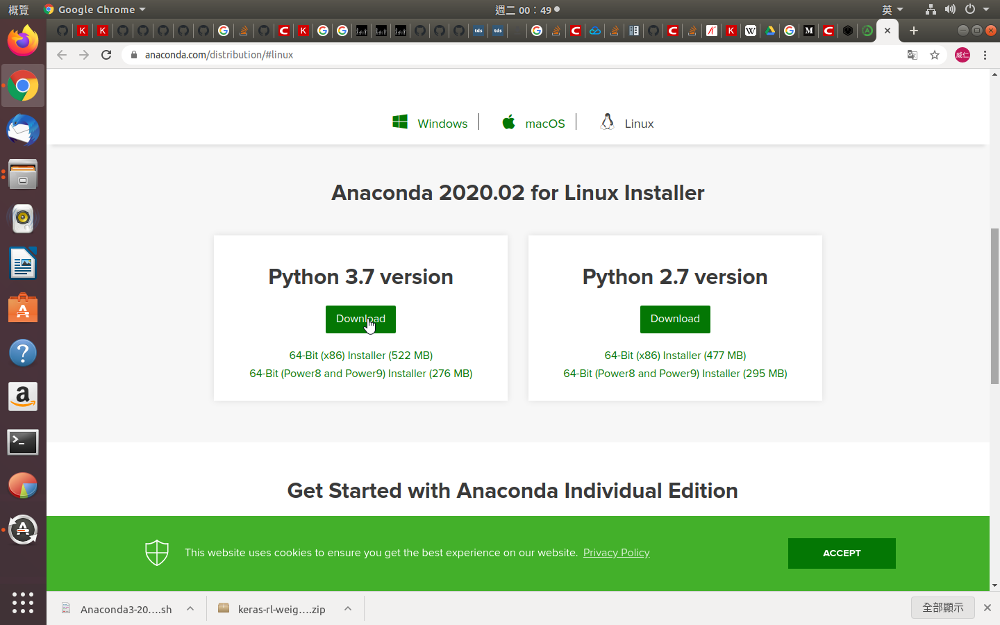 概覽 Google Chrome 週二 00：49 英
K K tds tds K W M
anaconda.com/distribution/#linux 威仁
Windows macOS Linux
Anaconda 2020.02 for Linux Installer
Python 3.7 version
Download
64-Bit (x86) Installer (522 MB)
64-Bit (Power8 and Power9) Installer (276 MB)
Python 2.7 version
Download
64-Bit (x86) Installer (477 MB)
64-Bit (Power8 and Power9) Installer (295 MB)
Get Started with Anaconda Individual Edition
This website uses cookies to ensure you get the best experience on our website. Privacy Policy
ACCEPT
Anaconda3-20....sh keras-rl-weig....zip 全部顯示